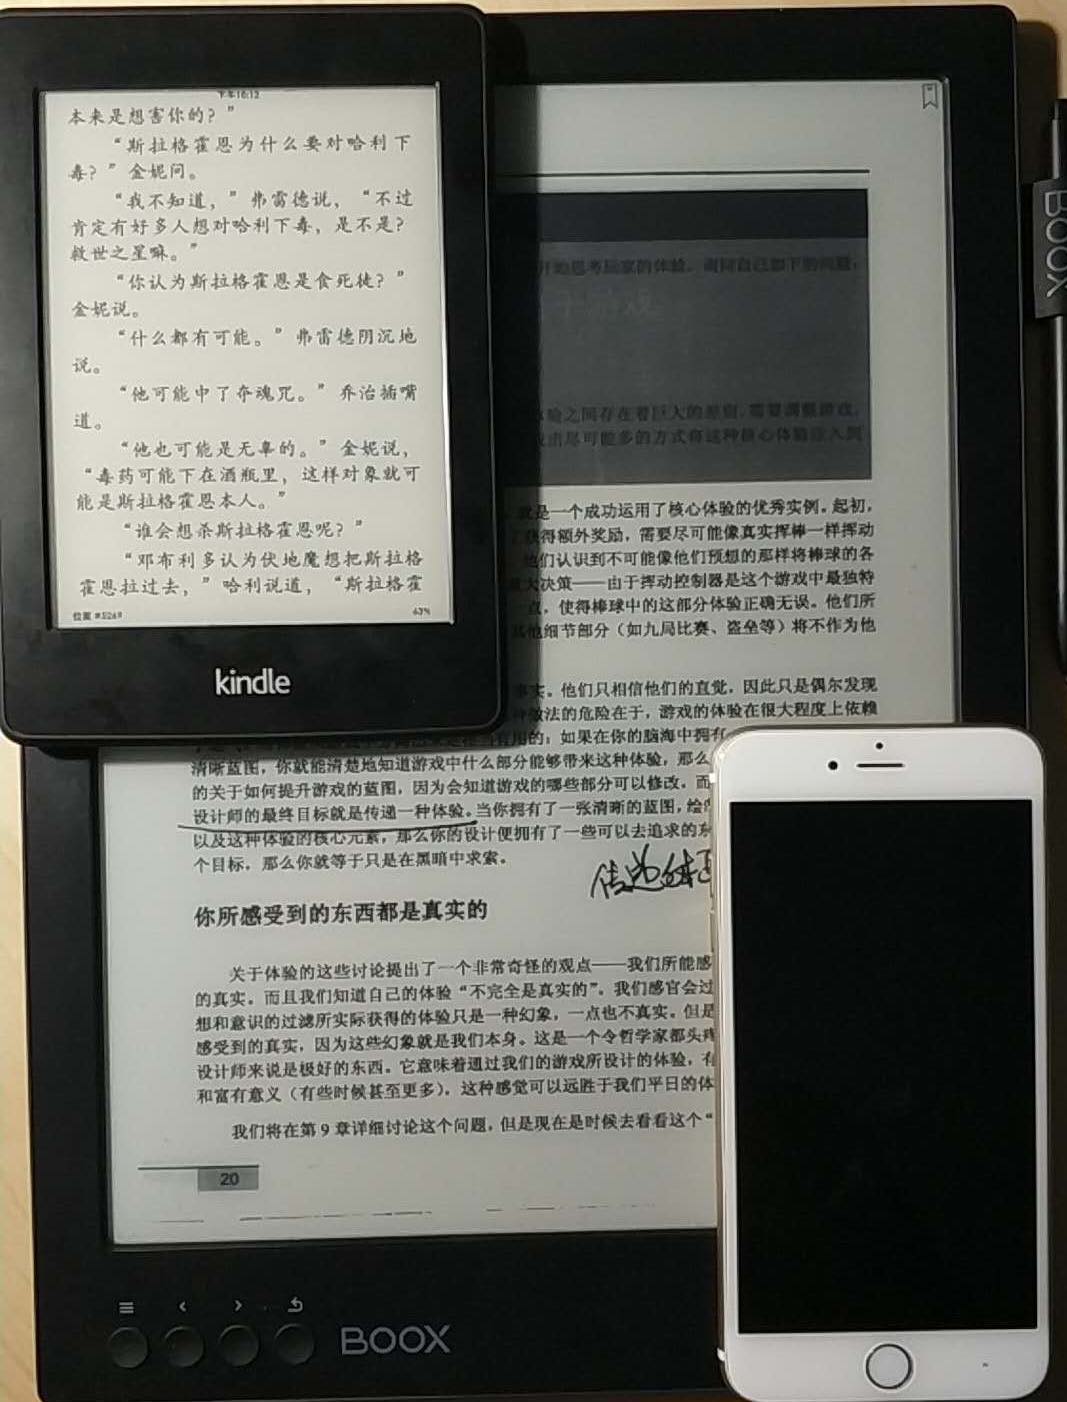 下午10:12
本来是想害你的？”
“斯拉格霍恩为什么要对哈利下
毒？”金妮问。
“我不知道，”弗雷德说，“不过
肯定有好多人想对哈利下毒，是不是？
救世之星嘛。”
“你认为斯拉格霍恩是食死徒？”
金妮说。
“什么都有可能。”弗雷德阴沉地
说。
“他可能中了夺魂咒。”乔治插嘴
道。
“他也可能是无辜的。”金妮说，
“毒药可能下在酒瓶里，这样对象就可
能是斯拉格霍恩本人。”
“谁会想杀斯拉格霍恩呢？”
“邓布利多认为伏地魔想把斯拉格
霍恩拉过去，”哈利说道，“斯拉格霍
位置 #5269
63%
kindle
开始思考玩家的体验。询问自己如下的问题，
体验之间存在着巨大的差别，需要调整游戏。
找出尽可能多的方式将这种核心体验注入到
就是一个成功运用了核心体验的优秀实例。起初，
获得额外奖励，需要尽可能像真实挥棒一样挥动
他们认识到不可能像他们预想的那样将棒球的各
大决策——由于挥动控制器是这个游戏中最独特
点，使得棒球中的这部分体验正确无误。他们所
其他细节部分（如九局比赛、盗垒等）将不作为他
事实。他们只相信他们的直觉，因此只是偶尔发现
种做法的危险在于，游戏的体验在很大程度上依赖
有用的：如果在你的脑海中拥有
清晰蓝图，你就能清楚地知道游戏中什么部分能够带来这种体验，那么
的关于如何提升游戏的蓝图，因为会知道游戏的哪些部分可以修改。而
设计师的最终目标就是传递一种体验。当你拥有了一张清晰的蓝图，
以及这种体验的核心元素，那么你的设计便拥有了一些可以去追求的
个目标，那么你就等于只是在黑暗中求索。
你所感受到的东西都是真实的
关于体验的这些讨论提出了一个非常奇怪的观点——我们所能感
的真实。而且我们知道自己的体验“不完全是真实的”。我们感官会过
想和意识的过滤所实际获得的体验只是一种幻象，一点也不真实。但是
感受到的真实，因为这些幻象就是我们本身。这是一个令哲学家都头疼
设计师来说是极好的东西。它意味着通过我们的游戏所设计的体验，有
和富有意义（有些时候甚至更多），这种感觉可以远胜于我们平日的体
我们将在第9章详细讨论这个问题，但是现在是时候去看看这个“
20
BOOX
BOOX